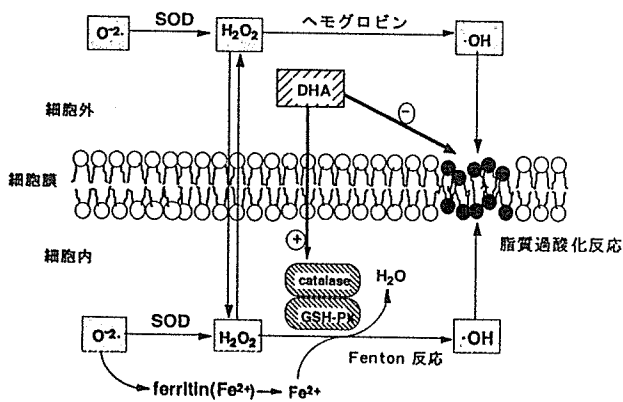 O⁻²·
SOD
H₂O₂
ヘモグロビン
·OH
DHA
−
細胞外
細胞膜
+
細胞内
脂質過酸化反応
catalase
GSH-Px
H₂O
O⁻²·
SOD
H₂O₂
·OH
Fenton 反応
ferritin(Fe²⁺)
Fe²⁺